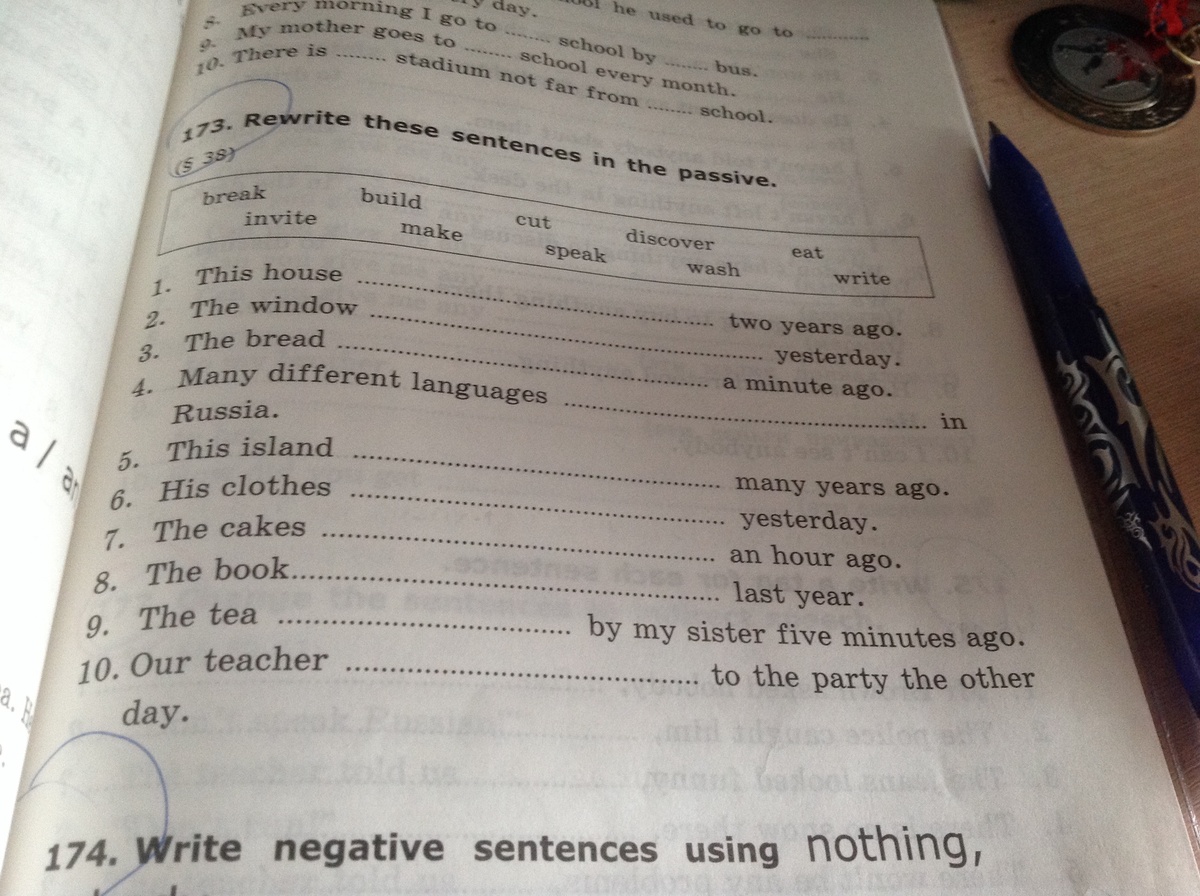 y day.
ool he used to go to ............
8. Every morning I go to ........ school by ........ bus.
9. My mother goes to ........ school every month.
10. There is ........ stadium not far from ........ school.
173. Rewrite these sentences in the passive.
(§ 38)
break build cut discover eat
invite make speak wash write
1. This house ........................................ two years ago.
2. The window ........................................ yesterday.
3. The bread ........................................ a minute ago.
4. Many different languages ........................................ in
Russia.
5. This island ........................................ many years ago.
6. His clothes ........................................ yesterday.
7. The cakes ........................................ an hour ago.
8. The book........................................ last year.
9. The tea ................................ by my sister five minutes ago.
10. Our teacher ........................................ to the party the other
day.
174. Write negative sentences using nothing,
a / an